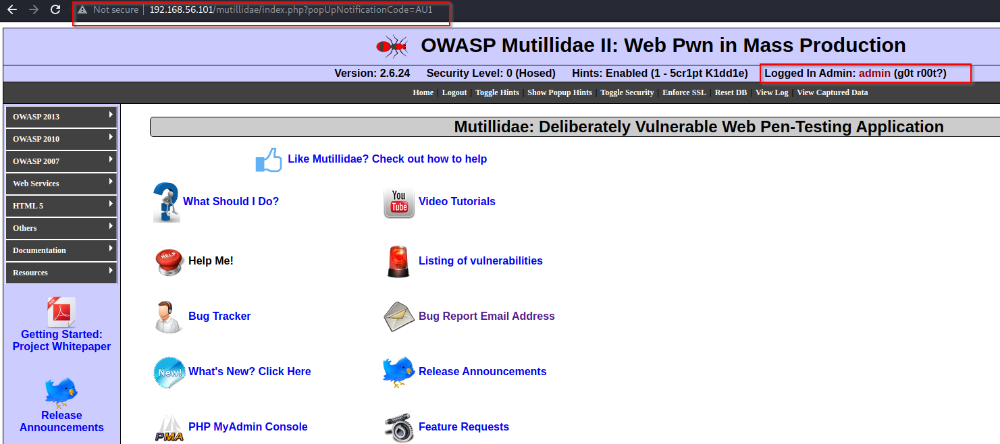 Not secure | 192.168.56.101/mutillidae/index.php?popUpNotificationCode=AU1
OWASP Mutillidae II: Web Pwn in Mass Production
Version: 2.6.24 Security Level: 0 (Hosed) Hints: Enabled (1 - 5cr1pt K1dd1e) Logged In Admin: admin (g0t r00t?)
Home | Logout | Toggle Hints | Show Popup Hints | Toggle Security | Enforce SSL | Reset DB | View Log | View Captured Data
OWASP 2013
OWASP 2010
OWASP 2007
Web Services
HTML 5
Others
Documentation
Resources
Getting Started:
Project Whitepaper
Release
Announcements
Mutillidae: Deliberately Vulnerable Web Pen-Testing Application
Like Mutillidae? Check out how to help
What Should I Do?
You
Tube
Video Tutorials
HELP
Help Me!
Listing of vulnerabilities
Bug Tracker
Bug Report Email Address
New!
What's New? Click Here
Release Announcements
PMA
PHP MyAdmin Console
Feature Requests